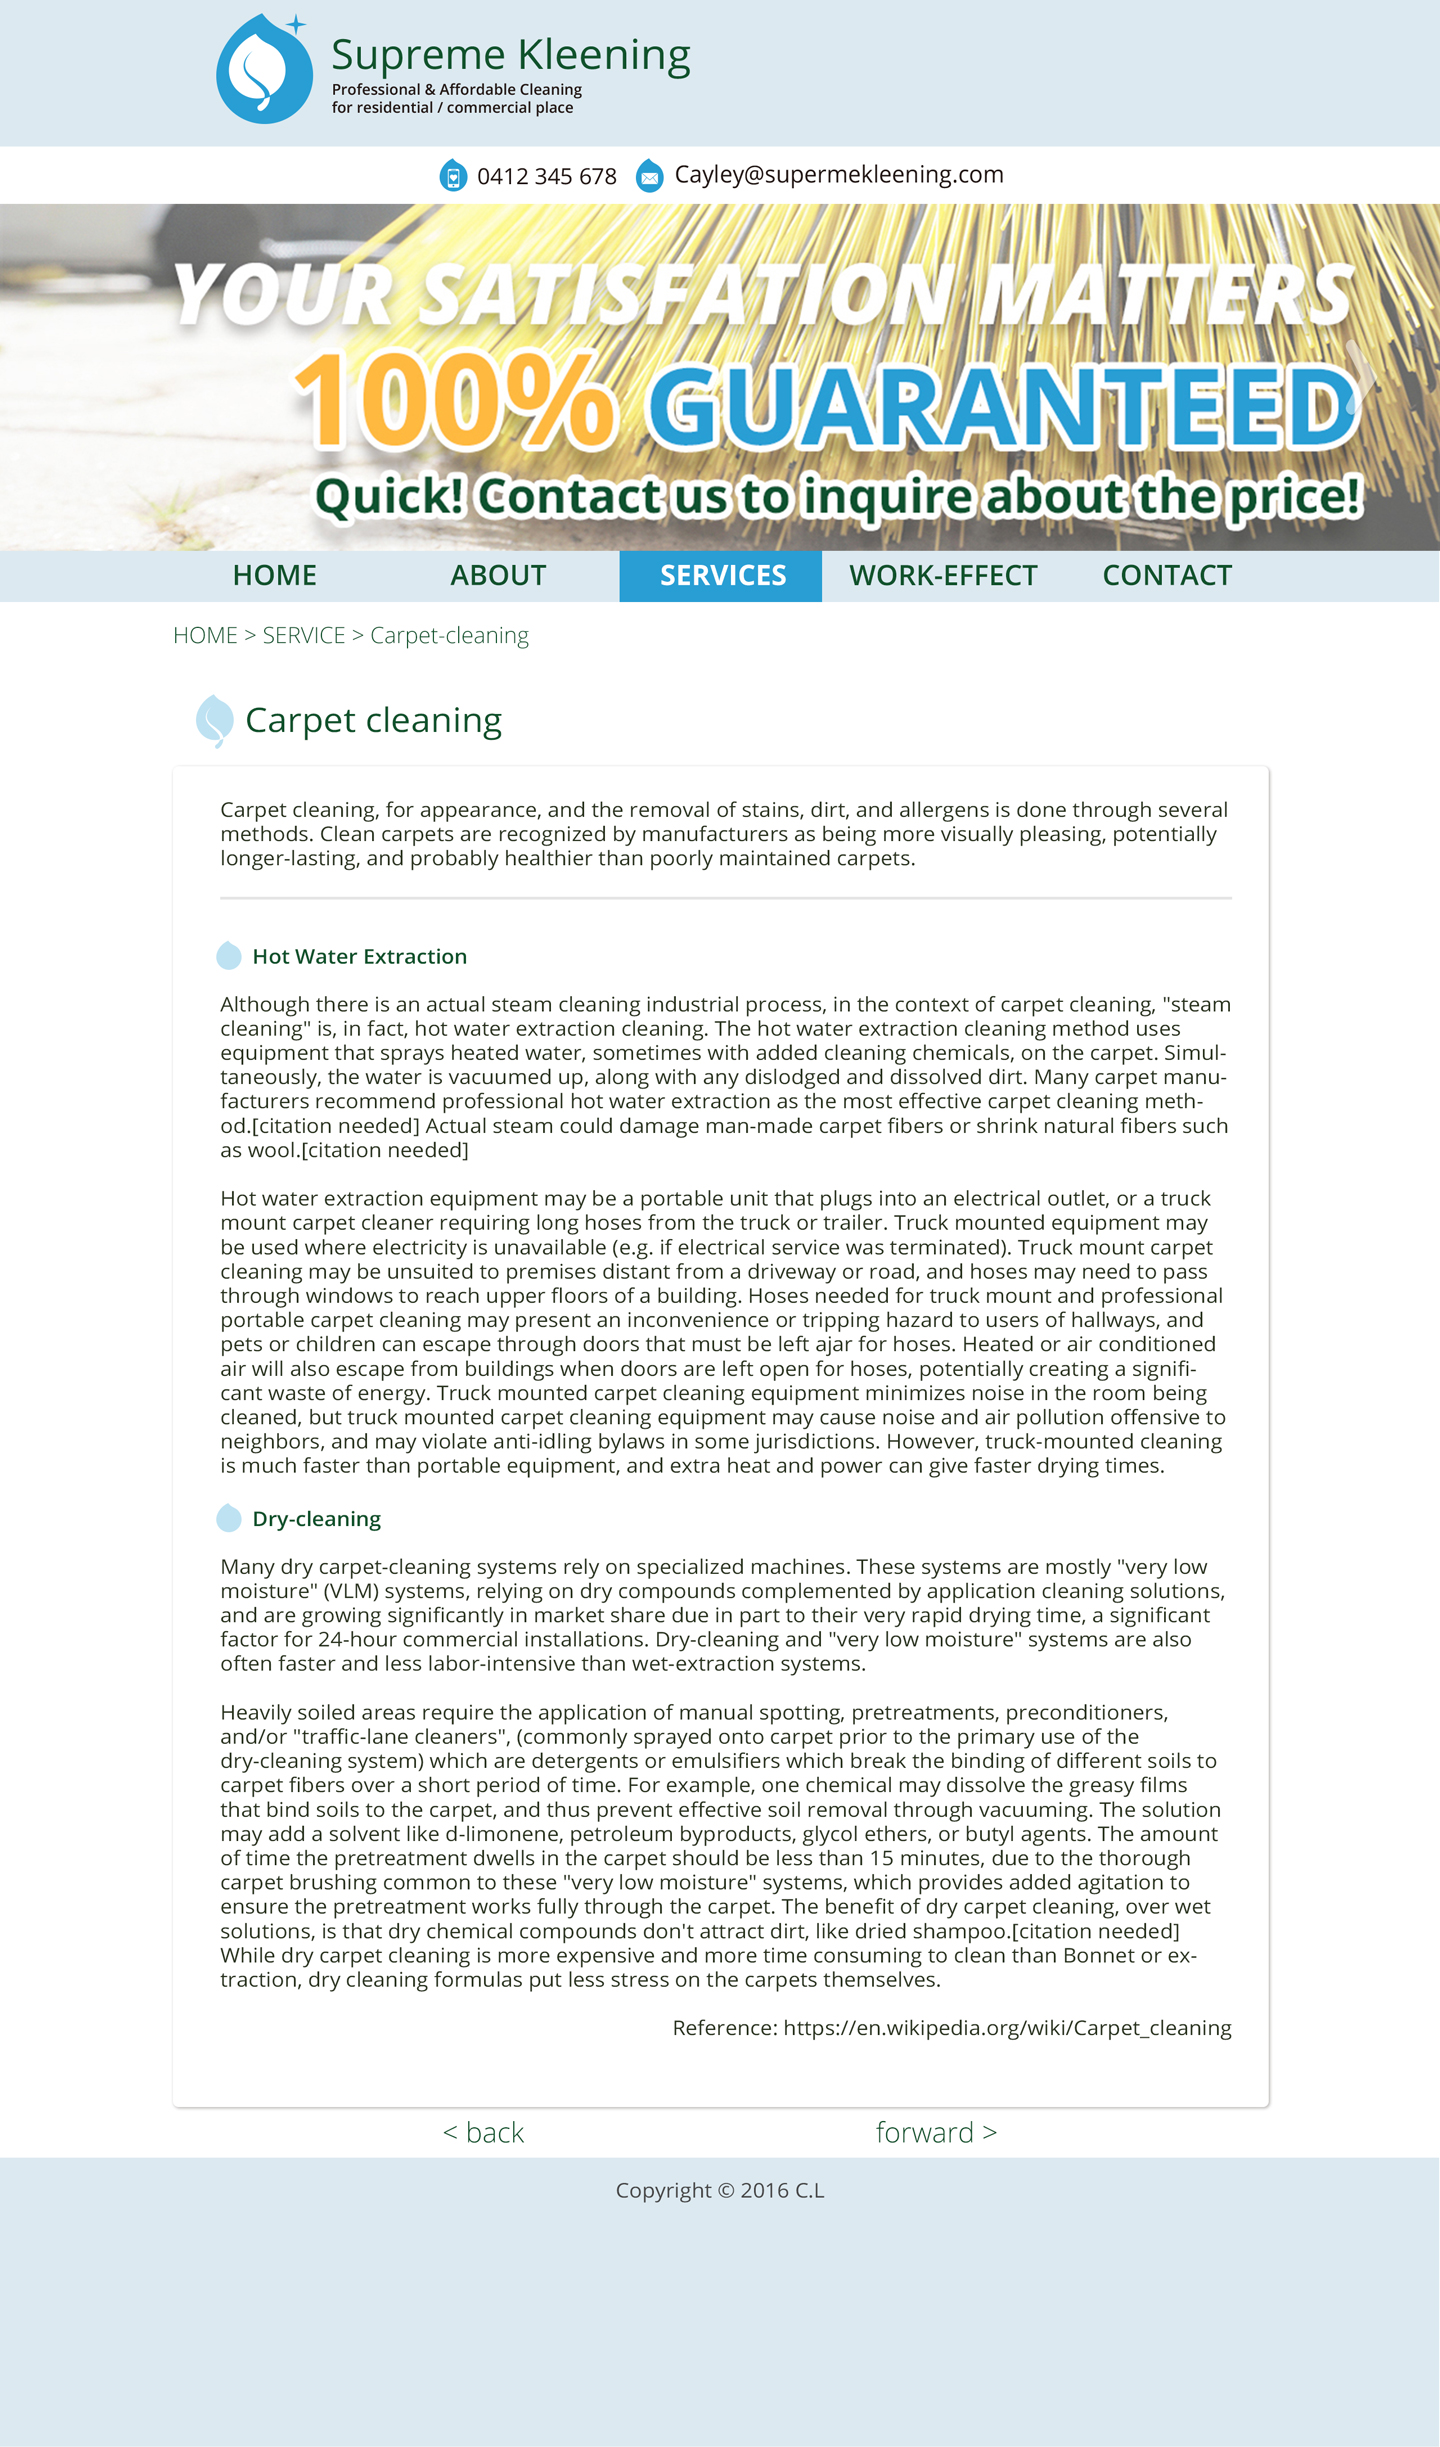 Supreme Kleening
Professional & Affordable Cleaning
for residential / commercial place
0412 345 678
Cayley@supermekleening.com
YOUR SATISFATION MATTERS
100% GUARANTEED
Quick! Contact us to inquire about the price!
HOME ABOUT SERVICES WORK-EFFECT CONTACT
HOME > SERVICE > Carpet-cleaning
Carpet cleaning
Carpet cleaning, for appearance, and the removal of stains, dirt, and allergens is done through several
methods. Clean carpets are recognized by manufacturers as being more visually pleasing, potentially
longer-lasting, and probably healthier than poorly maintained carpets.
Hot Water Extraction
Although there is an actual steam cleaning industrial process, in the context of carpet cleaning, "steam
cleaning" is, in fact, hot water extraction cleaning. The hot water extraction cleaning method uses
equipment that sprays heated water, sometimes with added cleaning chemicals, on the carpet. Simul-
taneously, the water is vacuumed up, along with any dislodged and dissolved dirt. Many carpet manu-
facturers recommend professional hot water extraction as the most effective carpet cleaning meth-
od.[citation needed] Actual steam could damage man-made carpet fibers or shrink natural fibers such
as wool.[citation needed]
Hot water extraction equipment may be a portable unit that plugs into an electrical outlet, or a truck
mount carpet cleaner requiring long hoses from the truck or trailer. Truck mounted equipment may
be used where electricity is unavailable (e.g. if electrical service was terminated). Truck mount carpet
cleaning may be unsuited to premises distant from a driveway or road, and hoses may need to pass
through windows to reach upper floors of a building. Hoses needed for truck mount and professional
portable carpet cleaning may present an inconvenience or tripping hazard to users of hallways, and
pets or children can escape through doors that must be left ajar for hoses. Heated or air conditioned
air will also escape from buildings when doors are left open for hoses, potentially creating a signifi-
cant waste of energy. Truck mounted carpet cleaning equipment minimizes noise in the room being
cleaned, but truck mounted carpet cleaning equipment may cause noise and air pollution offensive to
neighbors, and may violate anti-idling bylaws in some jurisdictions. However, truck-mounted cleaning
is much faster than portable equipment, and extra heat and power can give faster drying times.
Dry-cleaning
Many dry carpet-cleaning systems rely on specialized machines. These systems are mostly "very low
moisture" (VLM) systems, relying on dry compounds complemented by application cleaning solutions,
and are growing significantly in market share due in part to their very rapid drying time, a significant
factor for 24-hour commercial installations. Dry-cleaning and "very low moisture" systems are also
often faster and less labor-intensive than wet-extraction systems.
Heavily soiled areas require the application of manual spotting, pretreatments, preconditioners,
and/or "traffic-lane cleaners", (commonly sprayed onto carpet prior to the primary use of the
dry-cleaning system) which are detergents or emulsifiers which break the binding of different soils to
carpet fibers over a short period of time. For example, one chemical may dissolve the greasy films
that bind soils to the carpet, and thus prevent effective soil removal through vacuuming. The solution
may add a solvent like d-limonene, petroleum byproducts, glycol ethers, or butyl agents. The amount
of time the pretreatment dwells in the carpet should be less than 15 minutes, due to the thorough
carpet brushing common to these "very low moisture" systems, which provides added agitation to
ensure the pretreatment works fully through the carpet. The benefit of dry carpet cleaning, over wet
solutions, is that dry chemical compounds don't attract dirt, like dried shampoo.[citation needed]
While dry carpet cleaning is more expensive and more time consuming to clean than Bonnet or ex-
traction, dry cleaning formulas put less stress on the carpets themselves.
Reference: https://en.wikipedia.org/wiki/Carpet_cleaning
< back forward >
Copyright © 2016 C.L